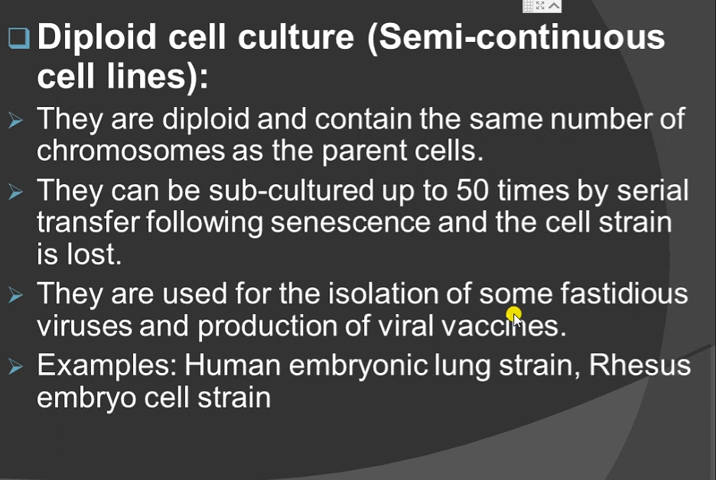 Diploid cell culture (Semi-continuous
cell lines):
They are diploid and contain the same number of
chromosomes as the parent cells.
They can be sub-cultured up to 50 times by serial
transfer following senescence and the cell strain
is lost.
They are used for the isolation of some fastidious
viruses and production of viral vaccines.
Examples: Human embryonic lung strain, Rhesus
embryo cell strain